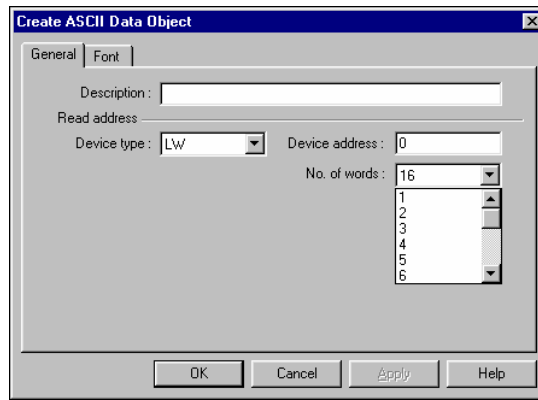 Create ASCII Data Object
General Font
Description :
Read address
Device type : LW Device address : 0
No. of words : 16
1
2
3
4
5
6
OK Cancel Apply Help